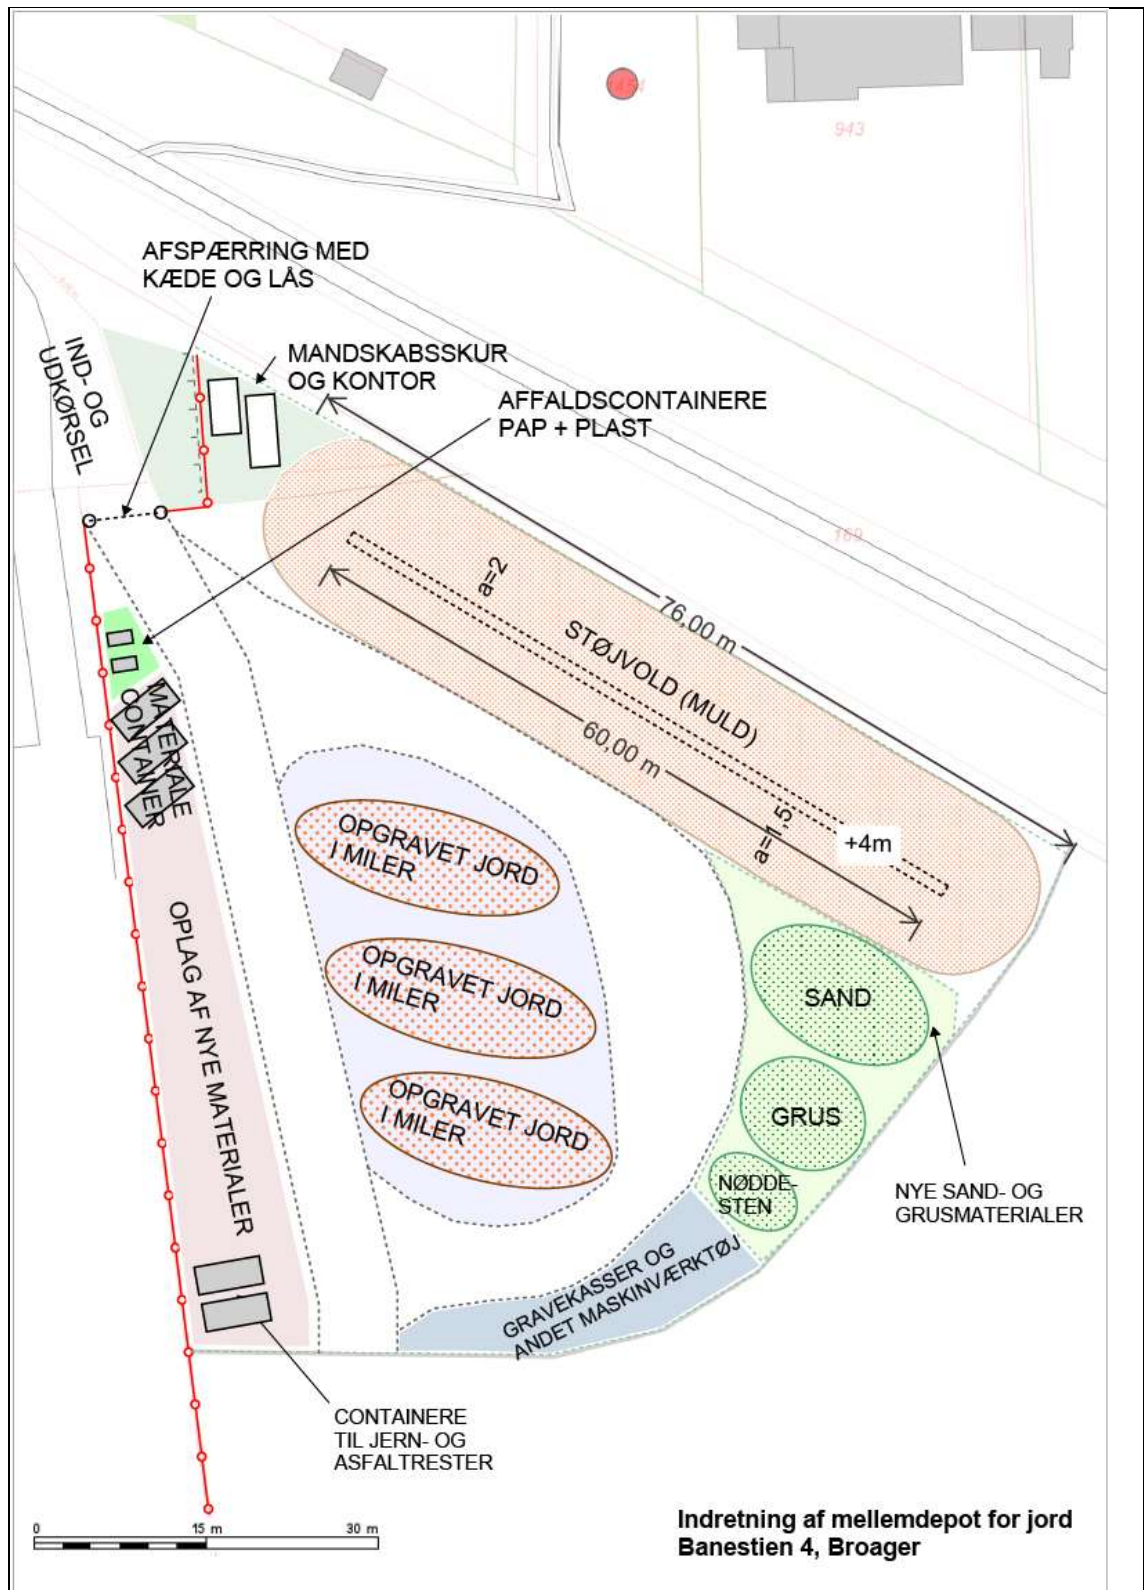 1454
943
AFSPÆRRING MED
KÆDE OG LÅS
IND- OG
UDKØRSEL
MANDSKABSSKUR
OG KONTOR
AFFALDSCONTAINERE
PAP + PLAST
169
a=2
76,00 m
STØJVOLD (MULD)
60,00 m
a=1,5
+4m
MATERIALE
CONTAINER
OPGRAVET JORD
I MILER
OPGRAVET JORD
I MILER
OPGRAVET JORD
I MILER
OPLAG AF NYE MATERIALER
SAND
GRUS
NØDDE-
STEN
NYE SAND- OG
GRUSMATERIALER
GRAVEKASSER OG
ANDET MASKINVÆRKTØJ
CONTAINERE
TIL JERN- OG
ASFALTRESTER
0 15 m 30 m
Indretning af mellemdepot for jord
Banestien 4, Broager